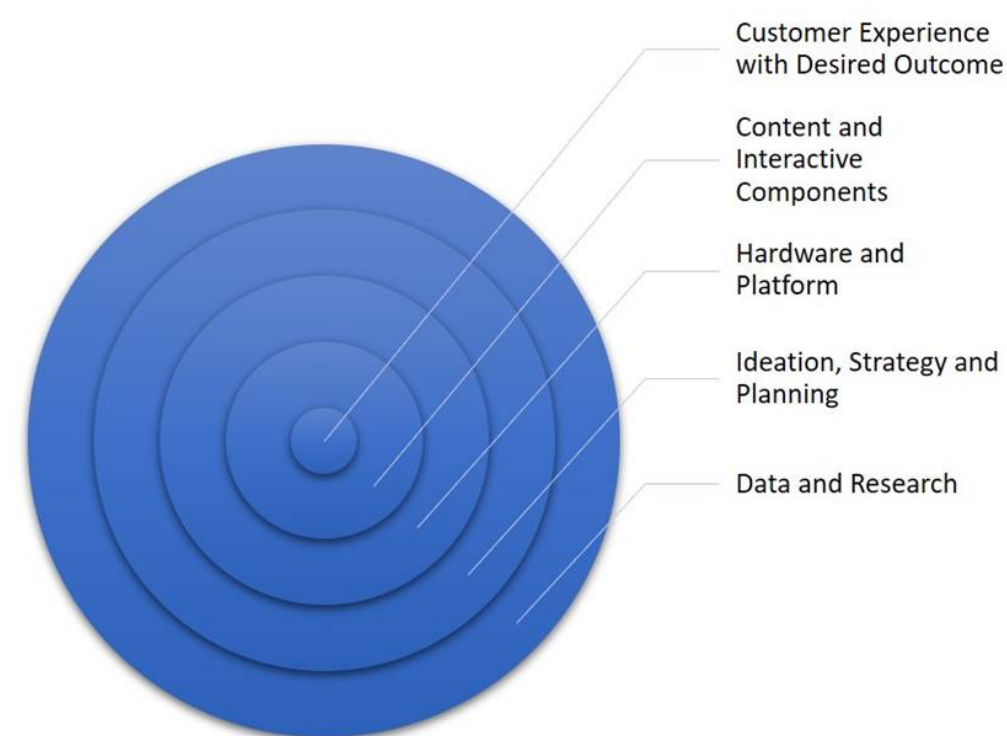 Customer Experience
with Desired Outcome
Content and
Interactive
Components
Hardware and
Platform
Ideation, Strategy and
Planning
Data and Research